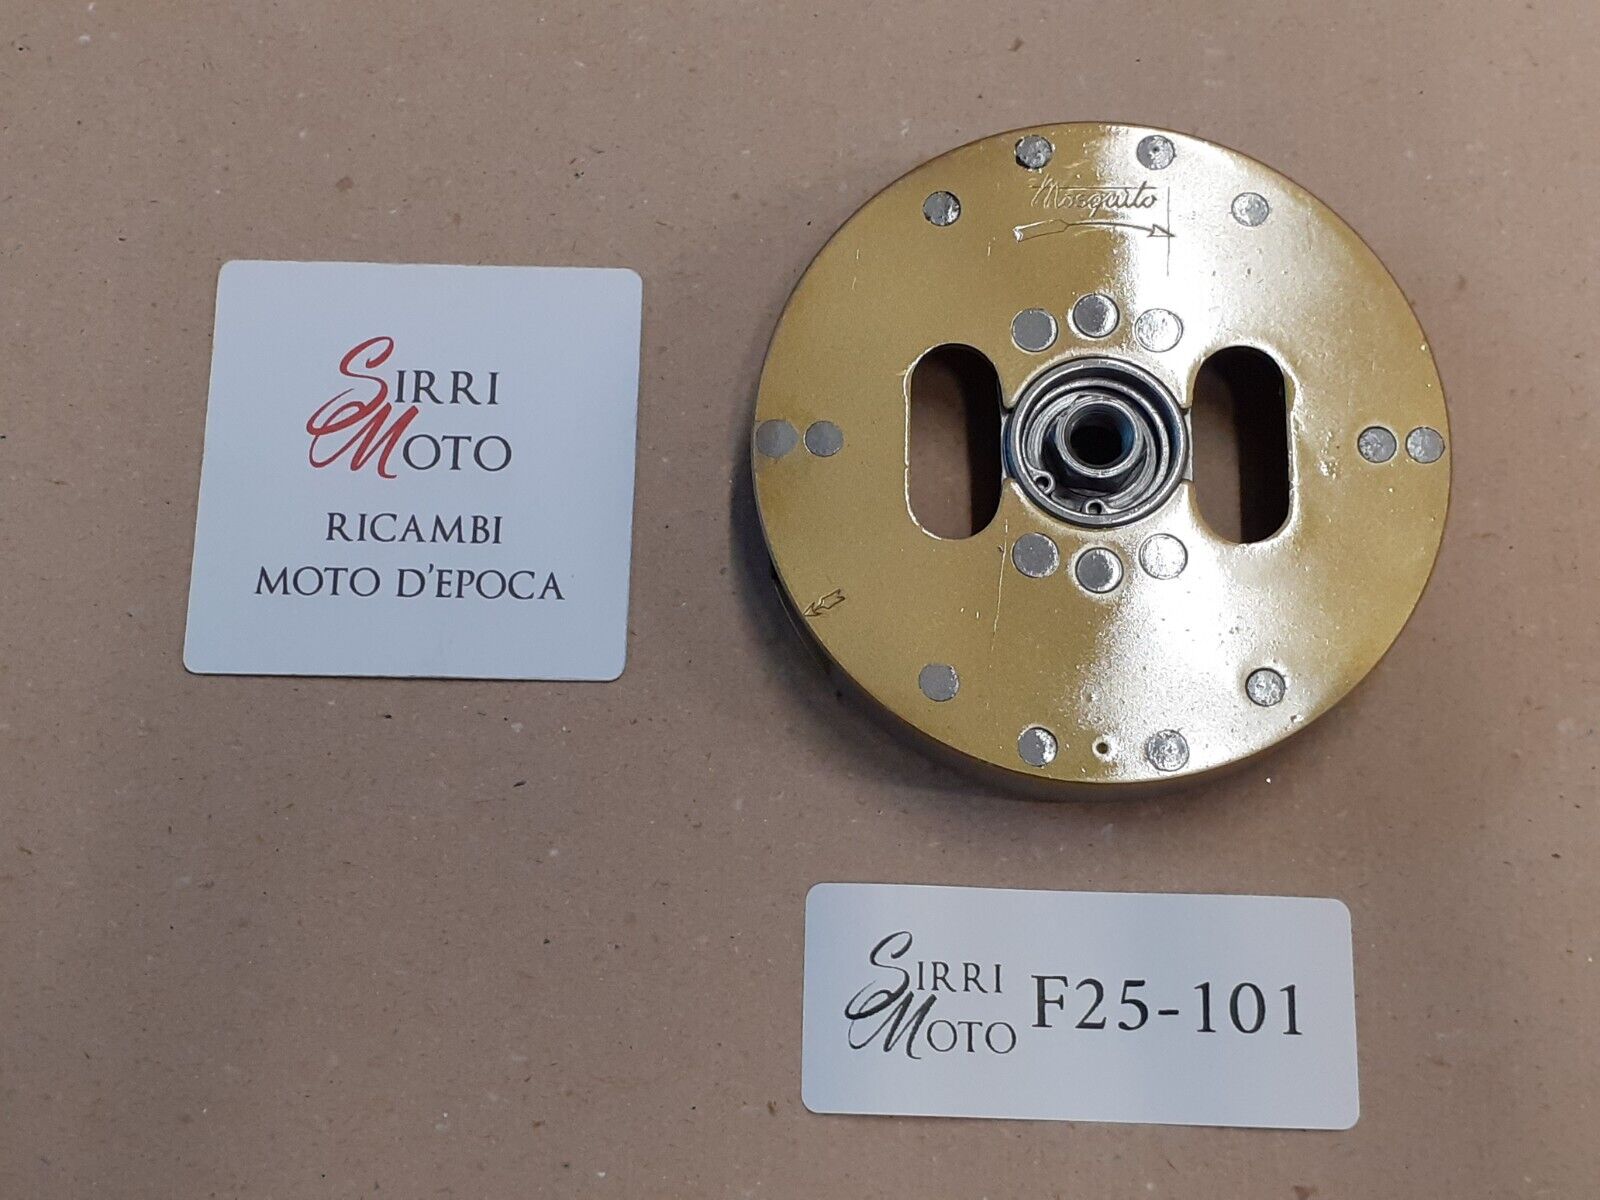 SIRRI
MOTO
RICAMBI
MOTO D'EPOCA
Mosquito
SIRRI
MOTO
F25-101